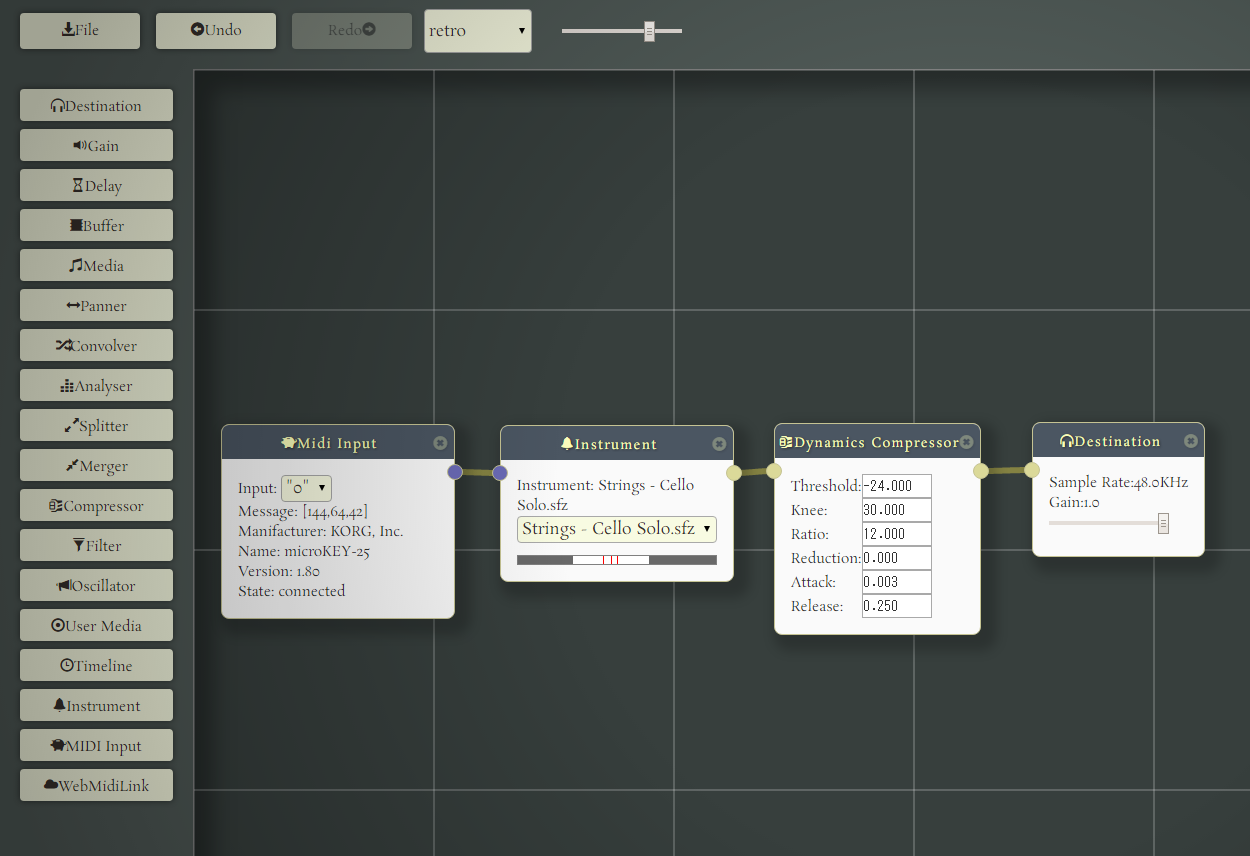 File
Undo
Redo
retro
Destination
Gain
Delay
Buffer
Media
Panner
Convolver
Analyser
Splitter
Merger
Compressor
Filter
Oscillator
User Media
Timeline
Instrument
MIDI Input
WebMidiLink
Midi Input
Input: "0"
Message: [144,64,42]
Manifacturer: KORG, Inc.
Name: microKEY-25
Version: 1.80
State: connected
Instrument
Instrument: Strings - Cello
Solo.sfz
Strings - Cello Solo.sfz
Dynamics Compressor
Threshold: -24.000
Knee: 30.000
Ratio: 12.000
Reduction: 0.000
Attack: 0.003
Release: 0.250
Destination
Sample Rate:48.0KHz
Gain:1.0